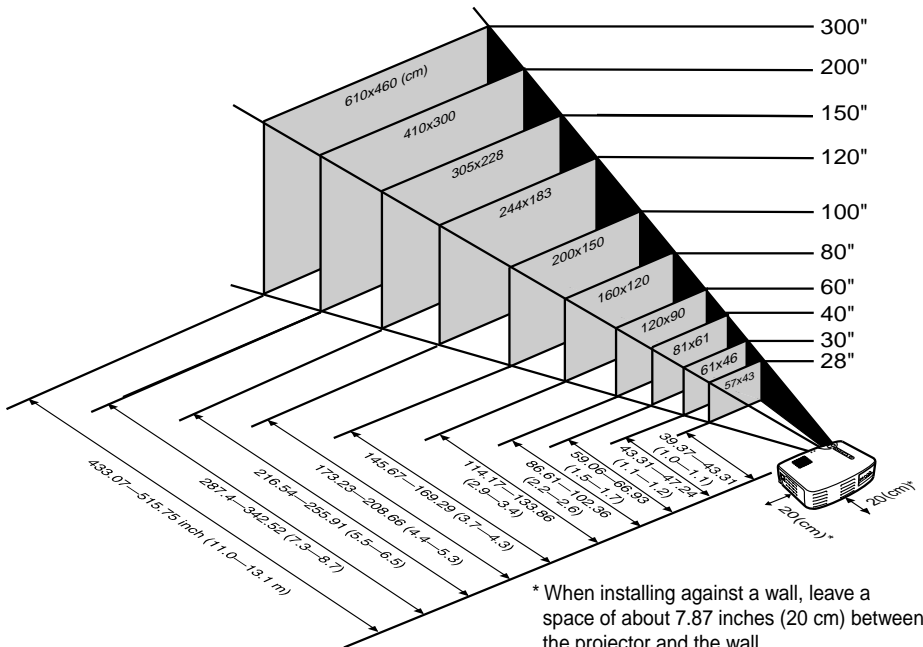 300"
200"
150"
120"
100"
80"
60"
40"
30"
28"
610x460 (cm)
410x300
305x228
244x183
200x150
160x120
120x90
81x61
61x46
57x43
433.07—515.75 inch (11.0—13.1 m)
287.4—342.52 (7.3—8.7)
216.54—255.91 (5.5—6.5)
173.23—208.66 (4.4—5.3)
145.67—169.29 (3.7—4.3)
114.17—133.86
(2.9—3.4)
86.61—102.36
(2.2—2.6)
59.06—66.93
(1.5—1.7)
43.31—47.24
(1.1—1.2)
39.37—43.31
(1.0—1.1)
20(cm)*
20(cm)*
* When installing against a wall, leave a
space of about 7.87 inches (20 cm) between
the projector and the wall